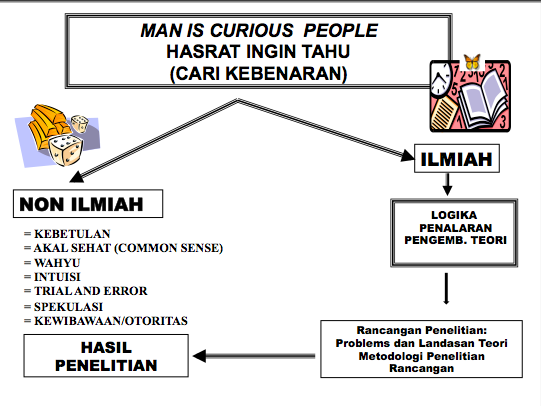 MAN IS CURIOUS PEOPLE
HASRAT INGIN TAHU
(CARI KEBENARAN)
ILMIAH
NON ILMIAH
= KEBETULAN
= AKAL SEHAT (COMMON SENSE)
= WAHYU
= INTUISI
= TRIAL AND ERROR
= SPEKULASI
= KEWIBAWAAN/OTORITAS
LOGIKA
PENALARAN
PENGEMB. TEORI
Rancangan Penelitian:
Problems dan Landasan Teori
Metodologi Penelitian
Rancangan
HASIL
PENELITIAN